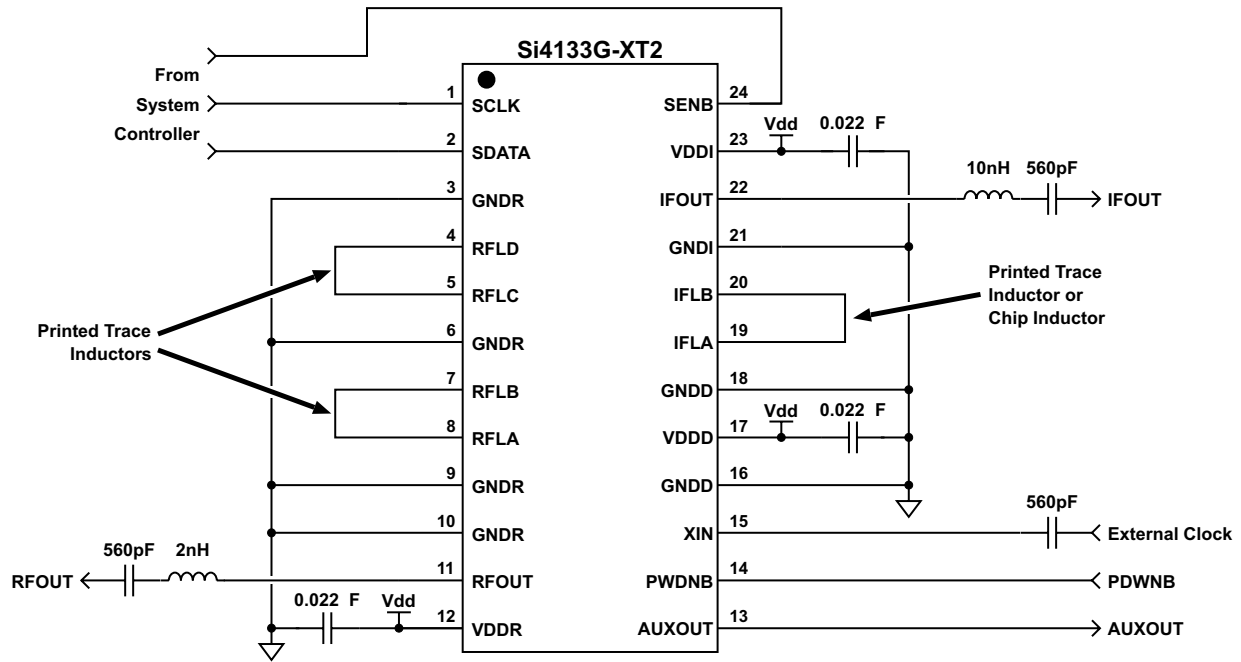 Si4133G-XT2
From
System
Controller
1 SCLK
2 SDATA
3 GNDR
4 RFLD
5 RFLC
6 GNDR
7 RFLB
8 RFLA
9 GNDR
10 GNDR
11 RFOUT
12 VDDR
Printed Trace
Inductors
560pF 2nH
RFOUT
0.022 F Vdd
SENB 24
VDDI 23
IFOUT 22
GNDI 21
IFLB 20
IFLA 19
GNDD 18
VDDD 17
GNDD 16
XIN 15
PWDNB 14
AUXOUT 13
Vdd 0.022 F
10nH 560pF
IFOUT
Printed Trace
Inductor or
Chip Inductor
Vdd 0.022 F
560pF
External Clock
PDWNB
AUXOUT